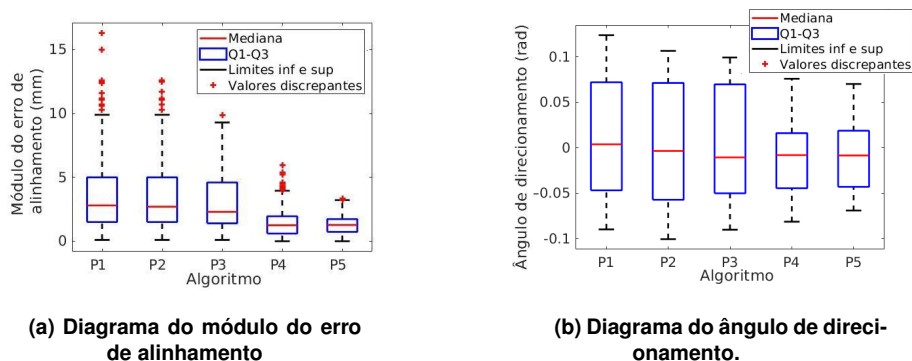 Mediana
Q1-Q3
Limites inf e sup
Valores discrepantes
Módulo do erro de
alinhamento (mm)
15
10
5
0
P1 P2 P3 P4 P5
Algoritmo
(a) Diagrama do módulo do erro
de alinhamento
Mediana
Q1-Q3
Limites inf e sup
Valores discrepantes
Ângulo de direcionamento (rad)
0.1
0.05
0
-0.05
-0.1
P1 P2 P3 P4 P5
Algoritmo
(b) Diagrama do ângulo de direci-
onamento.